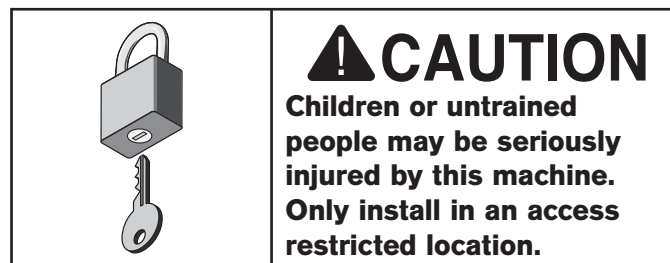 CAUTION
Children or untrained
people may be seriously
injured by this machine.
Only install in an access
restricted location.